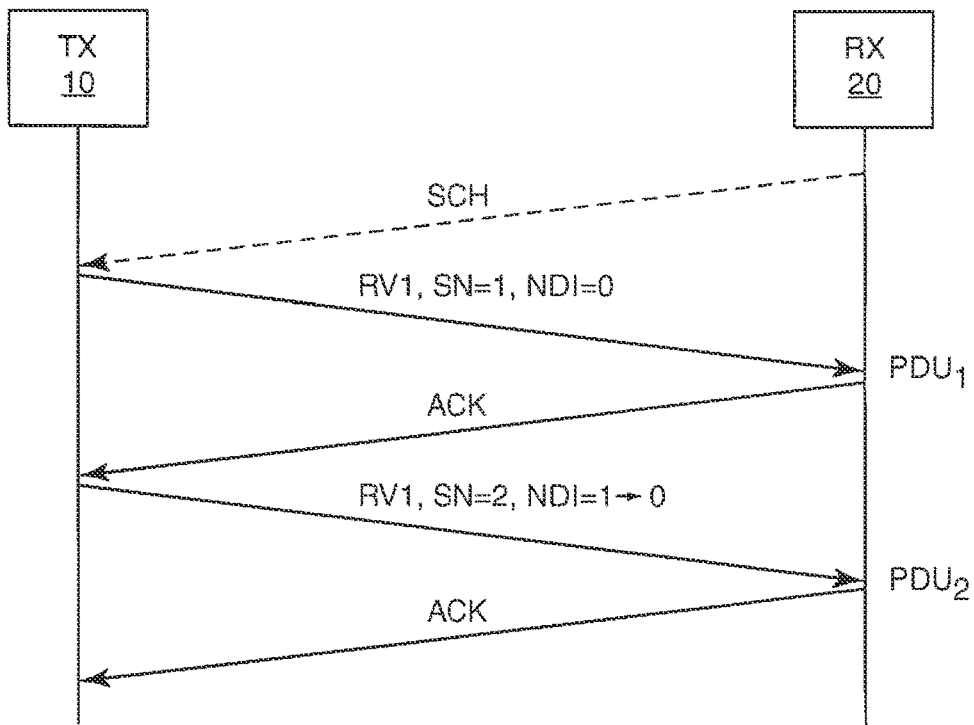 TX
10
RX
20
SCH
RV1, SN=1, NDI=0
PDU1
ACK
RV1, SN=2, NDI=1→0
PDU2
ACK